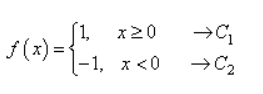 f(x) = { 1, x ≥ 0 → C₁
−1, x < 0 → C₂